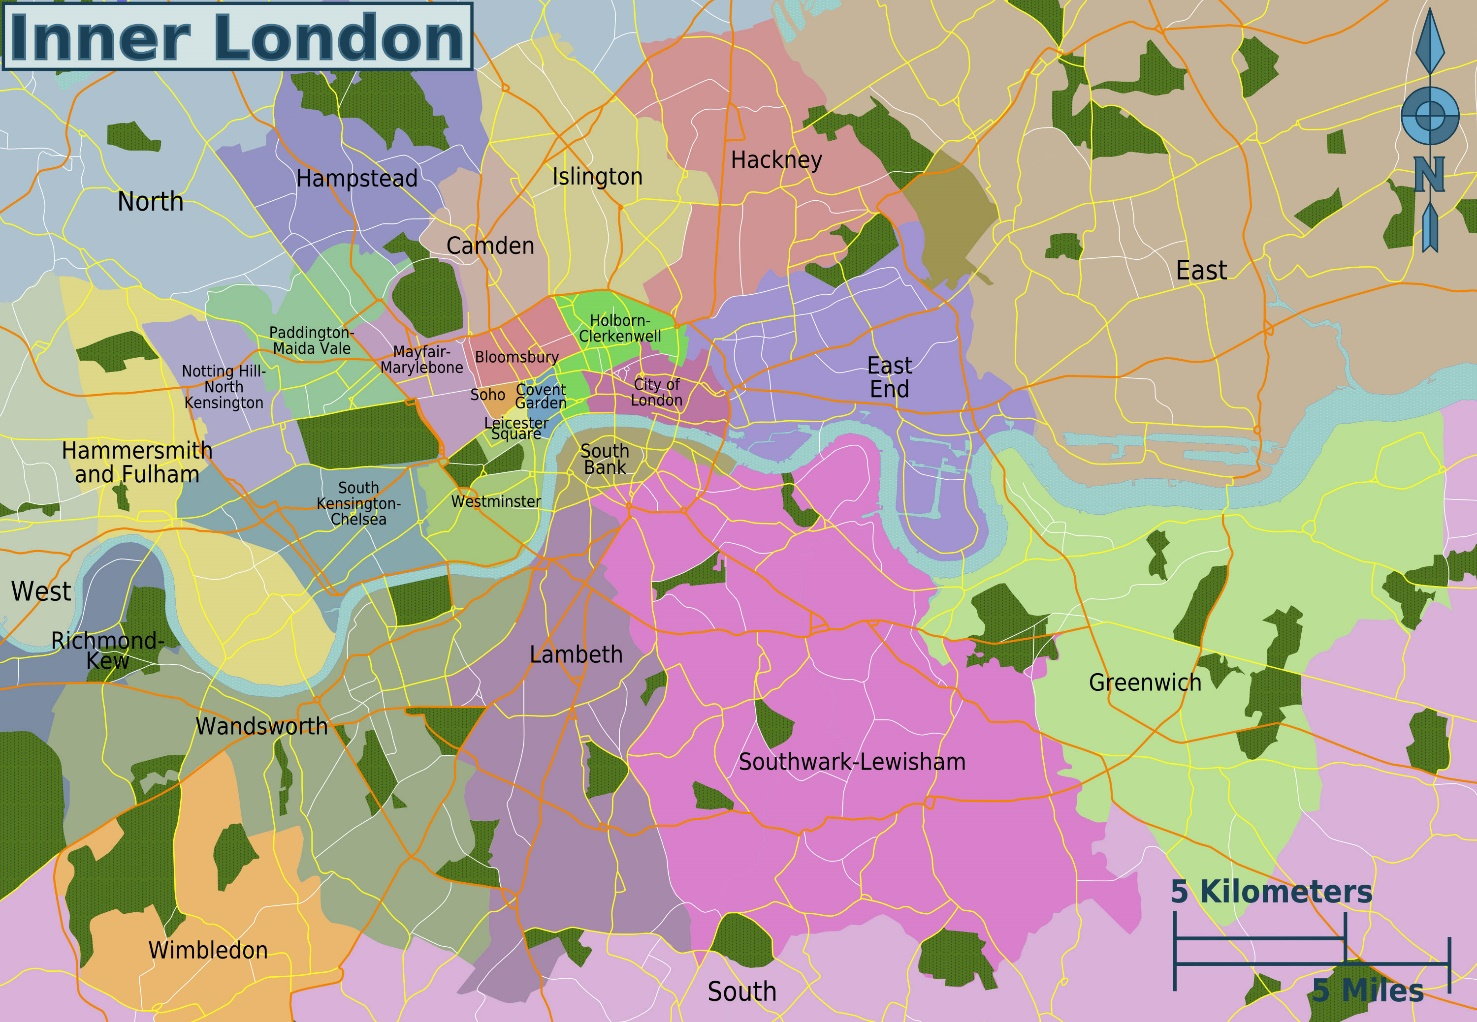 Inner London
N
North
Hampstead
Islington
Hackney
Camden
East
Paddington-
Maida Vale
Mayfair-
Marylebone
Bloomsbury
Holborn-
Clerkenwell
Notting Hill-
North
Kensington
Soho
Covent
Garden
City of
London
East
End
Leicester
Square
Hammersmith
and Fulham
South
Bank
South
Kensington-
Chelsea
Westminster
West
Richmond-
Kew
Lambeth
Greenwich
Wandsworth
Southwark-Lewisham
Wimbledon
South
5 Kilometers
5 Miles